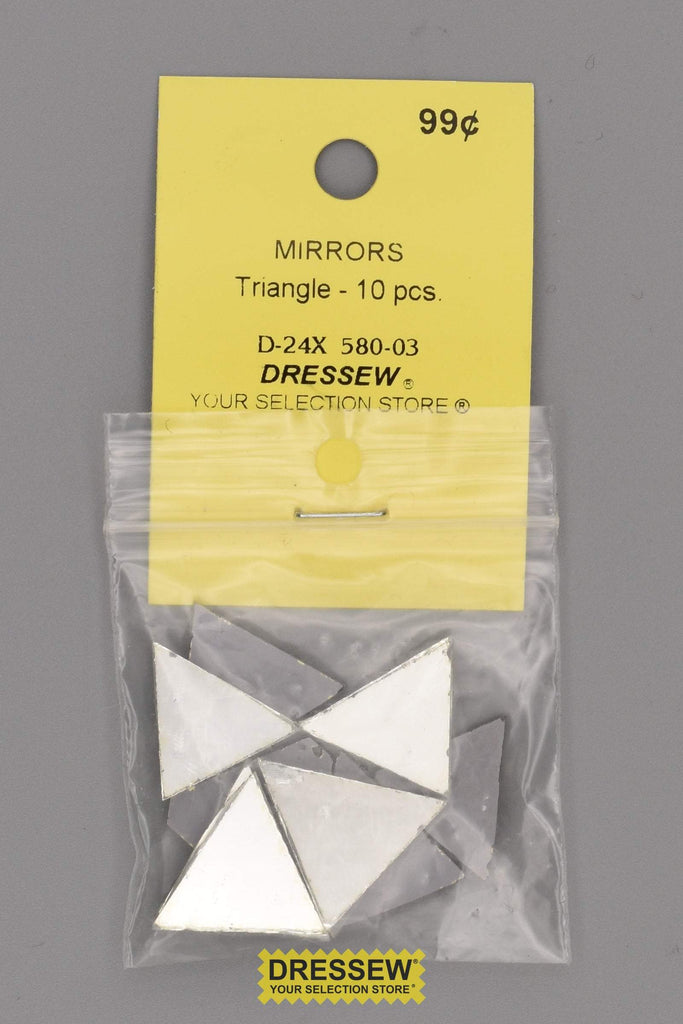 99¢
MIRRORS
Triangle - 10 pcs.
D-24X 580-03
DRESSEW®
YOUR SELECTION STORE ®
DRESSEW®
YOUR SELECTION STORE®